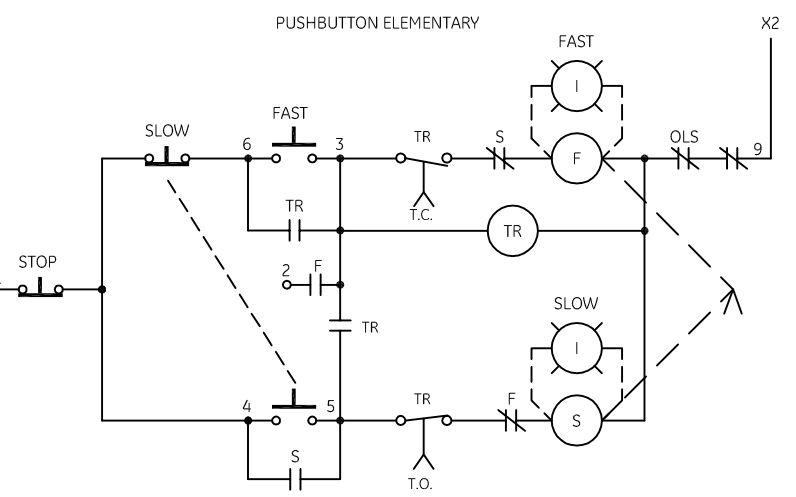 PUSHBUTTON ELEMENTARY
X2
FAST
I
FAST
SLOW
6
3
TR
S
F
OLS
9
T.C.
TR
TR
STOP
2
F
TR
SLOW
I
4
5
TR
F
S
S
T.O.